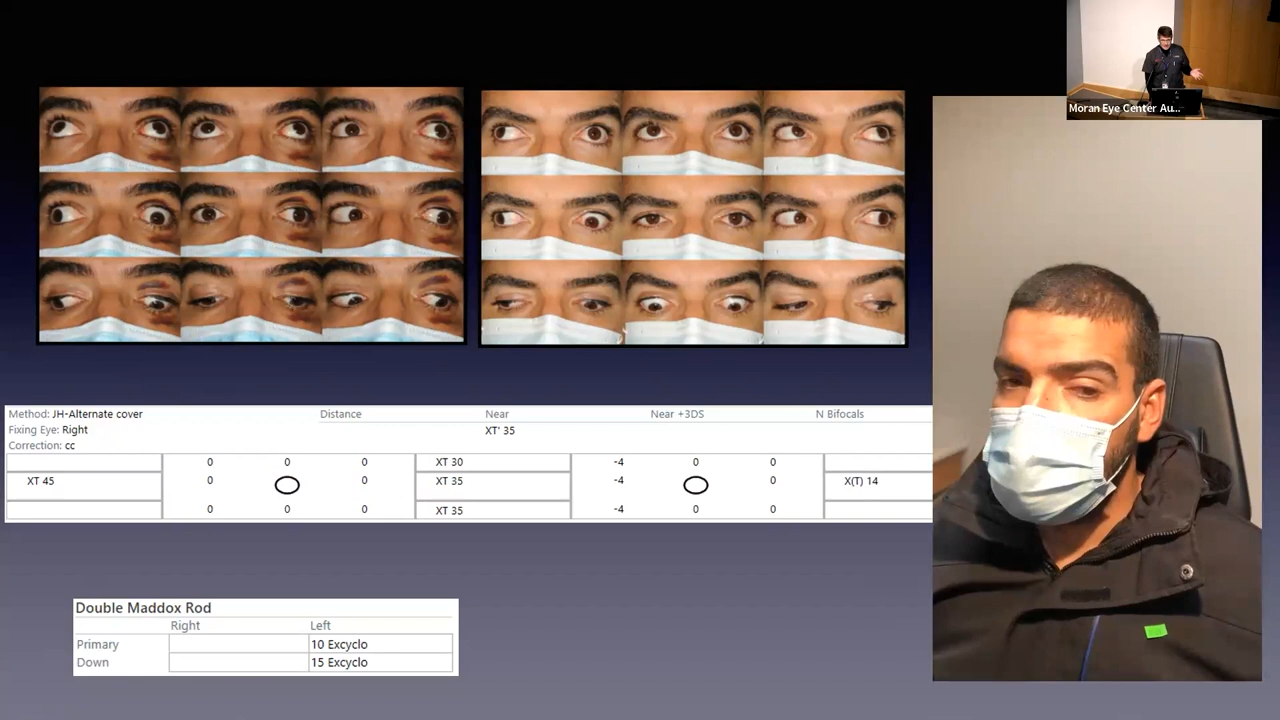 Moran Eye Center Au...
Method: JH-Alternate cover Distance Near Near +3DS N Bifocals
Fixing Eye: Right XT' 35
Correction: cc
0 0 0 XT 30 -4 0 0
XT 45 0 0 XT 35 -4 0 X(T) 14
0 0 0 XT 35 -4 0 0
Double Maddox Rod
Right Left
Primary 10 Excyclo
Down 15 Excyclo